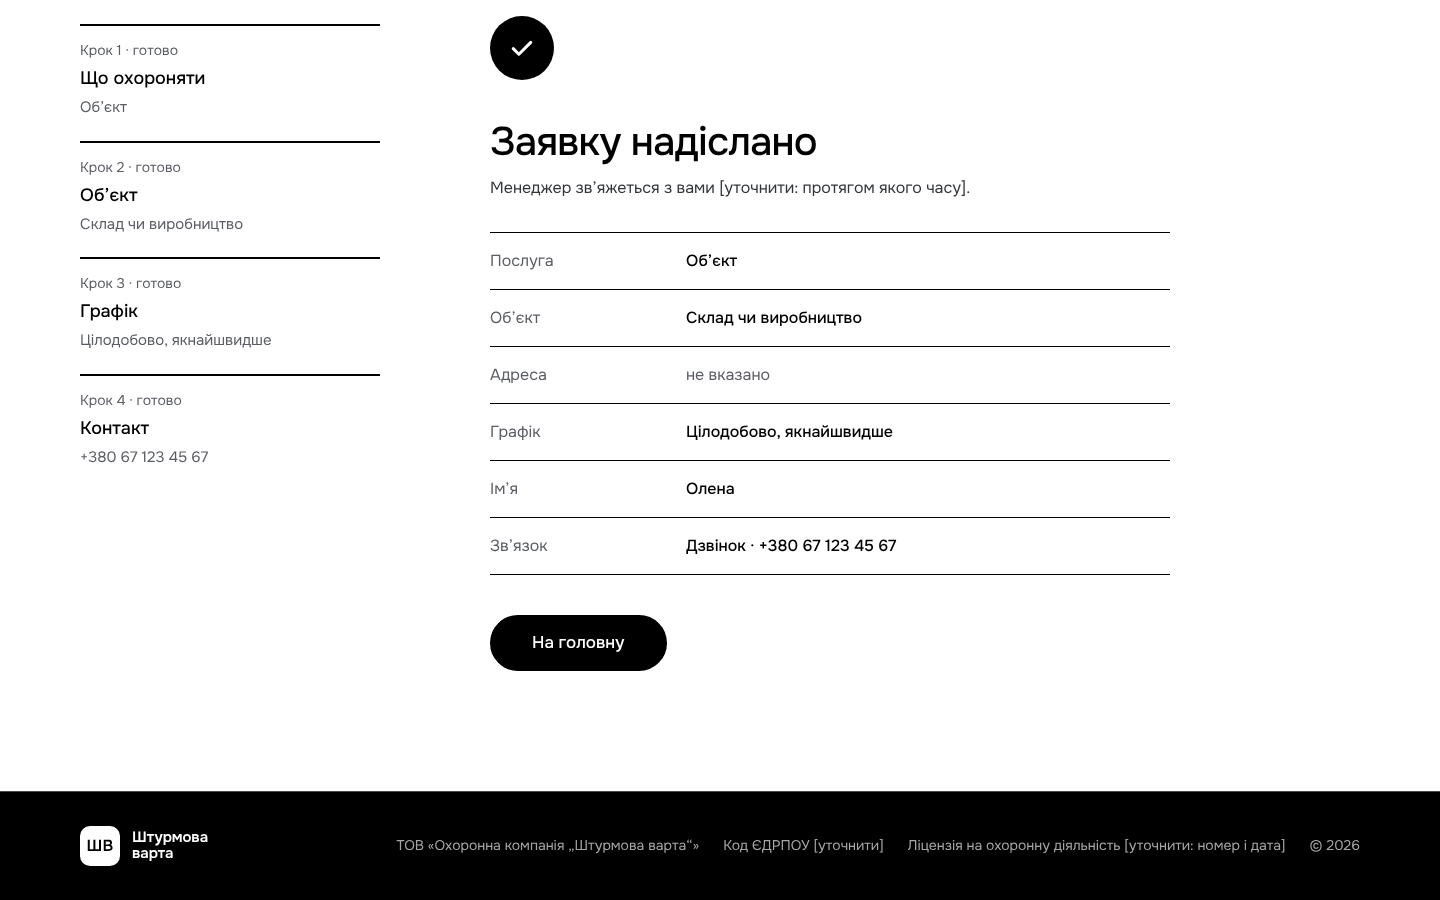 Крок 1 · готово
Що охороняти
Об’єкт
Крок 2 · готово
Об’єкт
Склад чи виробництво
Крок 3 · готово
Графік
Цілодобово, якнайшвидше
Крок 4 · готово
Контакт
+380 67 123 45 67
Заявку надіслано
Менеджер зв’яжеться з вами [уточнити: протягом якого часу].
Послуга Об’єкт
Об’єкт Склад чи виробництво
Адреса не вказано
Графік Цілодобово, якнайшвидше
Ім’я Олена
Зв’язок Дзвінок · +380 67 123 45 67
На головну
ШВ
Штурмова
варта
ТОВ «Охоронна компанія „Штурмова варта“» Код ЄДРПОУ [уточнити] Ліцензія на охоронну діяльність [уточнити: номер і дата] © 2026